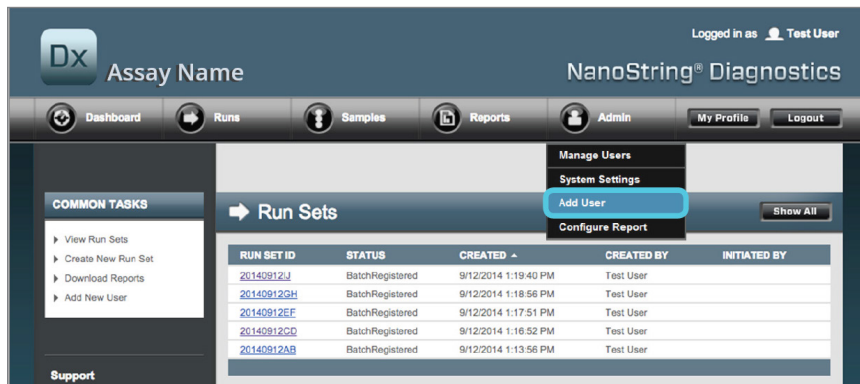 Logged in as Test User
Dx Assay Name
NanoString® Diagnostics
Dashboard Runs Samples Reports Admin My Profile Logout
Manage Users
System Settings
Add User
Configure Report
COMMON TASKS
View Run Sets
Create New Run Set
Download Reports
Add New User
Support
Run Sets
Show All
RUN SET ID STATUS CREATED CREATED BY INITIATED BY
20140912IJ BatchRegistered 9/12/2014 1:19:40 PM Test User
20140912GH BatchRegistered 9/12/2014 1:18:56 PM Test User
20140912EF BatchRegistered 9/12/2014 1:17:51 PM Test User
20140912CD BatchRegistered 9/12/2014 1:16:52 PM Test User
20140912AB BatchRegistered 9/12/2014 1:13:56 PM Test User